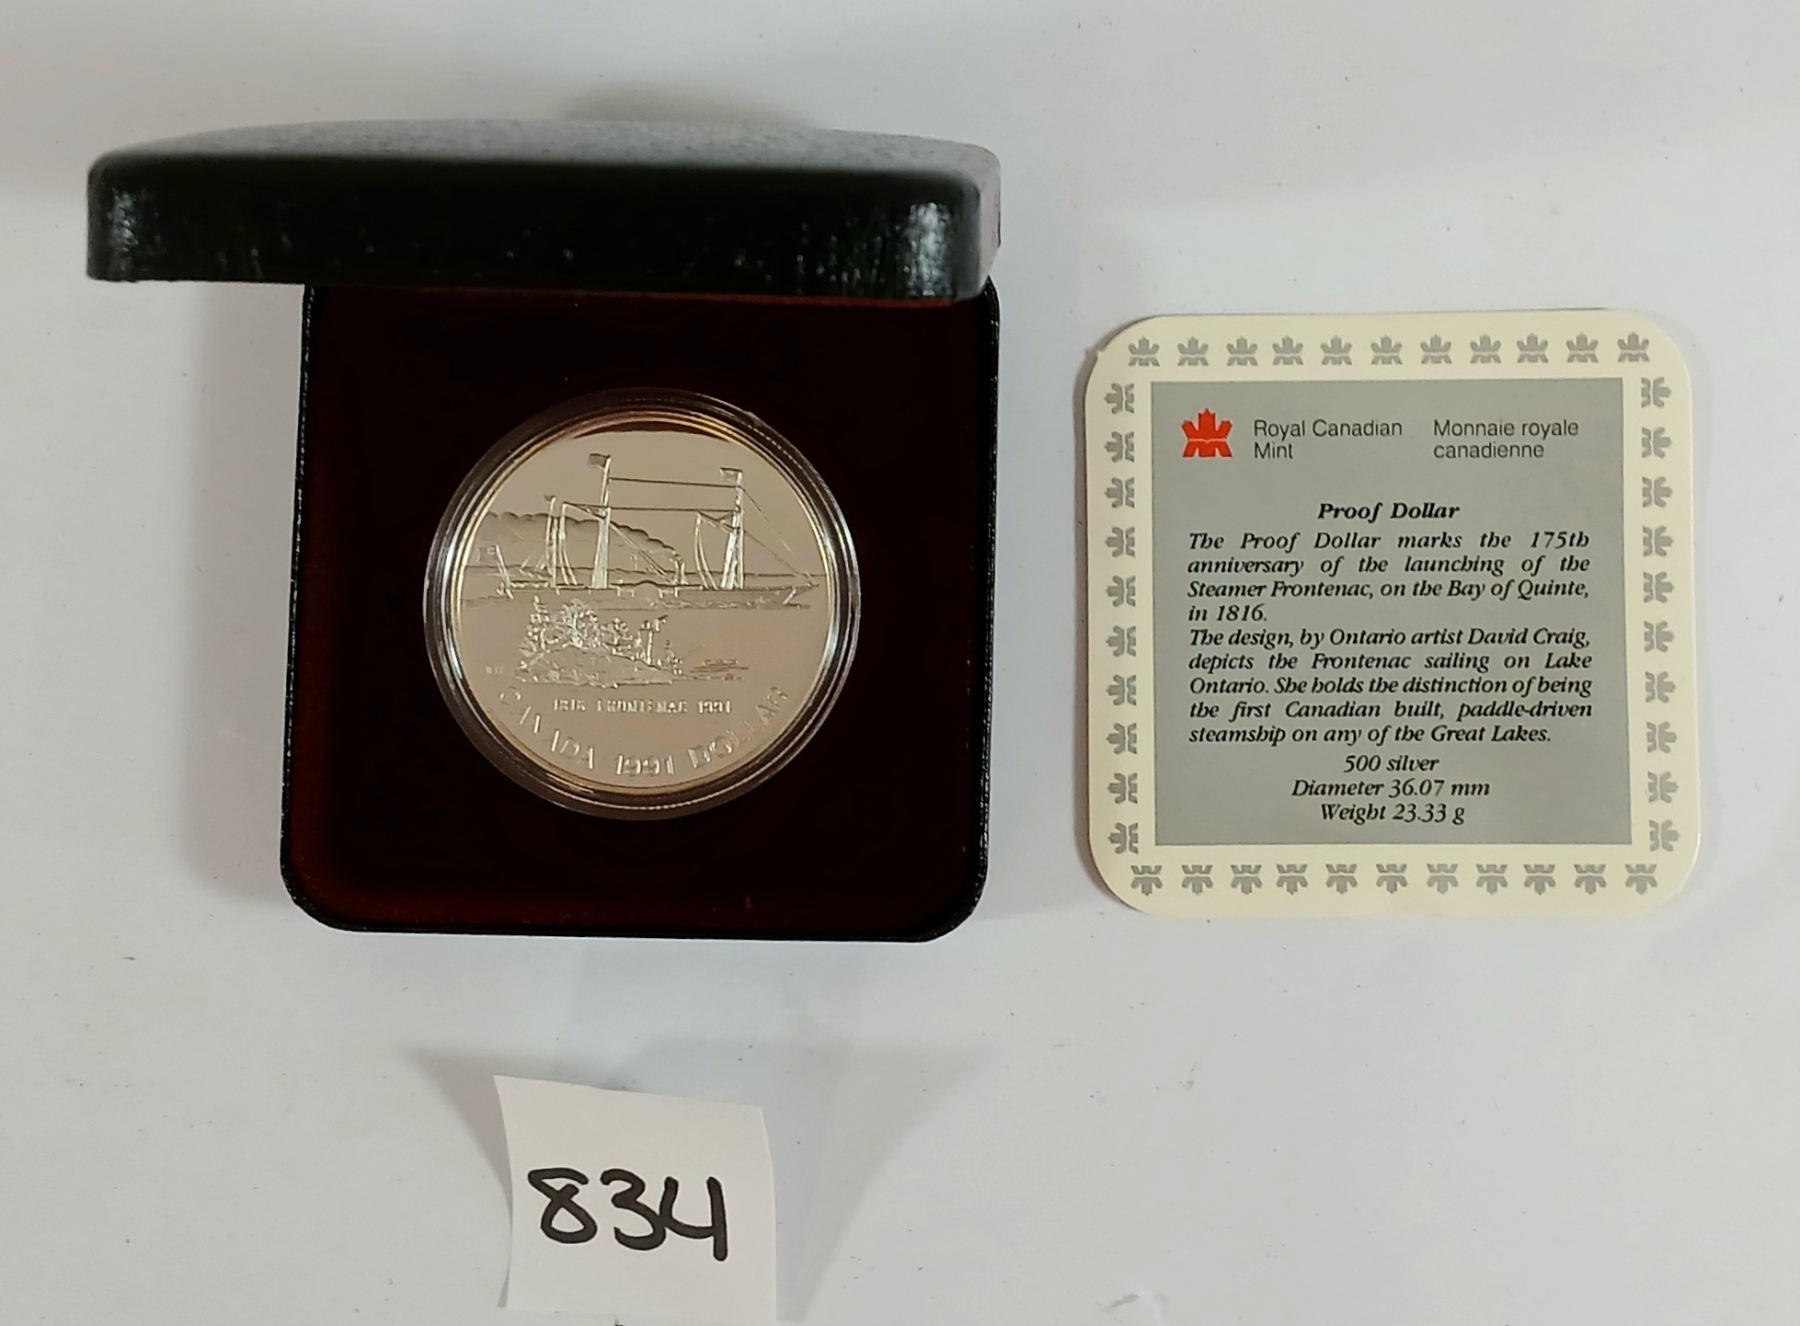 1816 FRONTENAC 1991
CANADA 1991 DOLLAR
Royal Canadian Mint
Monnaie royale canadienne
Proof Dollar
The Proof Dollar marks the 175th
anniversary of the launching of the
Steamer Frontenac, on the Bay of Quinte,
in 1816.
The design, by Ontario artist David Craig,
depicts the Frontenac sailing on Lake
Ontario. She holds the distinction of being
the first Canadian built, paddle-driven
steamship on any of the Great Lakes.
500 silver
Diameter 36.07 mm
Weight 23.33 g
834